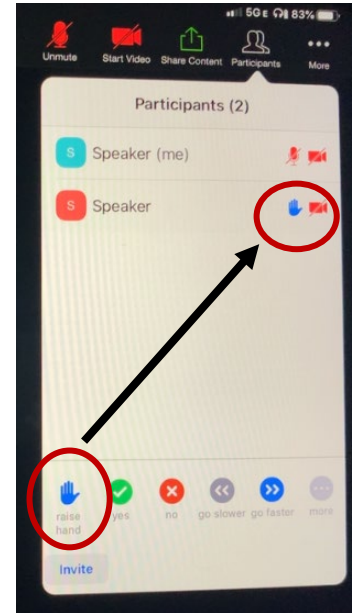 5G E 83%
Unmute Start Video Share Content Participants More
Participants (2)
S Speaker (me)
S Speaker
raise hand yes no go slower go faster more
Invite